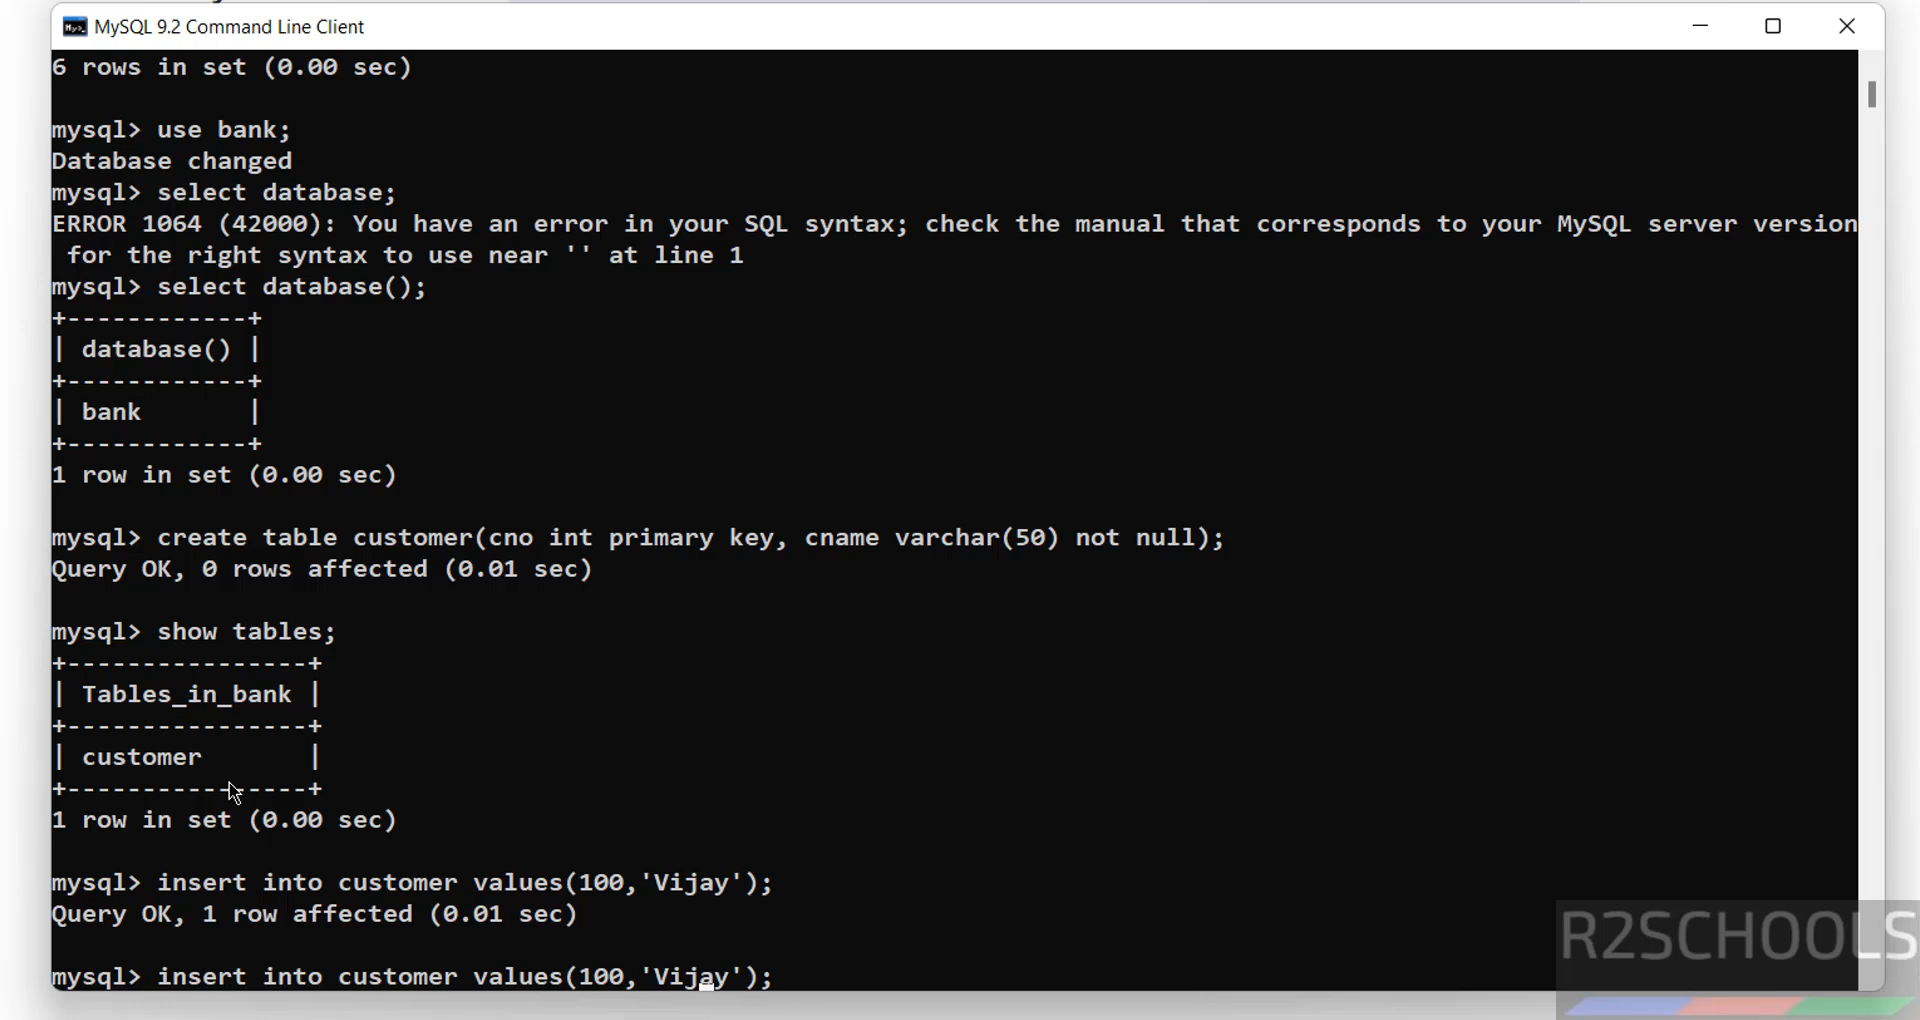 MySQL 9.2 Command Line Client
6 rows in set (0.00 sec)
mysql> use bank;
Database changed
mysql> select database;
ERROR 1064 (42000): You have an error in your SQL syntax; check the manual that corresponds to your MySQL server version
for the right syntax to use near '' at line 1
mysql> select database();
+------------+
| database() |
+------------+
| bank       |
+------------+
1 row in set (0.00 sec)
mysql> create table customer(cno int primary key, cname varchar(50) not null);
Query OK, 0 rows affected (0.01 sec)
mysql> show tables;
+----------------+
| Tables_in_bank |
+----------------+
| customer       |
+----------------+
1 row in set (0.00 sec)
mysql> insert into customer values(100,'Vijay');
Query OK, 1 row affected (0.01 sec)
mysql> insert into customer values(100,'Vijay');
R2SCHOOLS